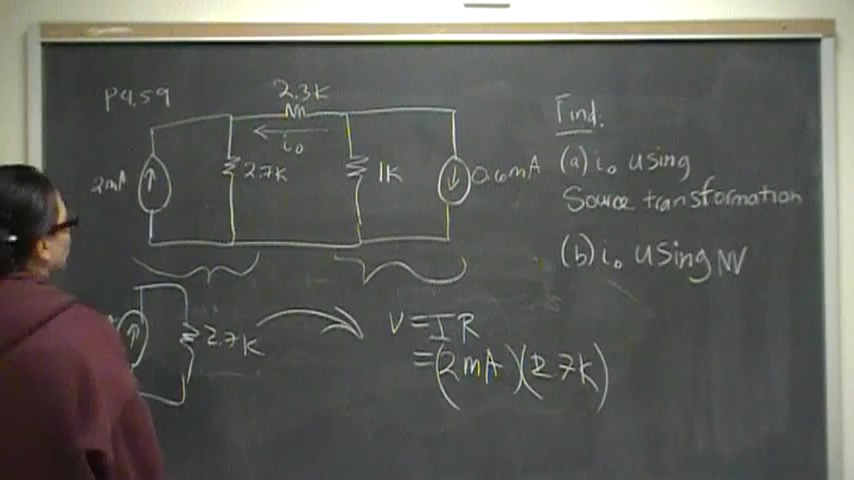 P4.59
2.3K
i₀
2mA
2.7K
1K
0.6mA
Find:
(a) i₀ using
Source transformation
(b) i₀ using NV
2.7K
V = IR
= (2mA)(2.7K)